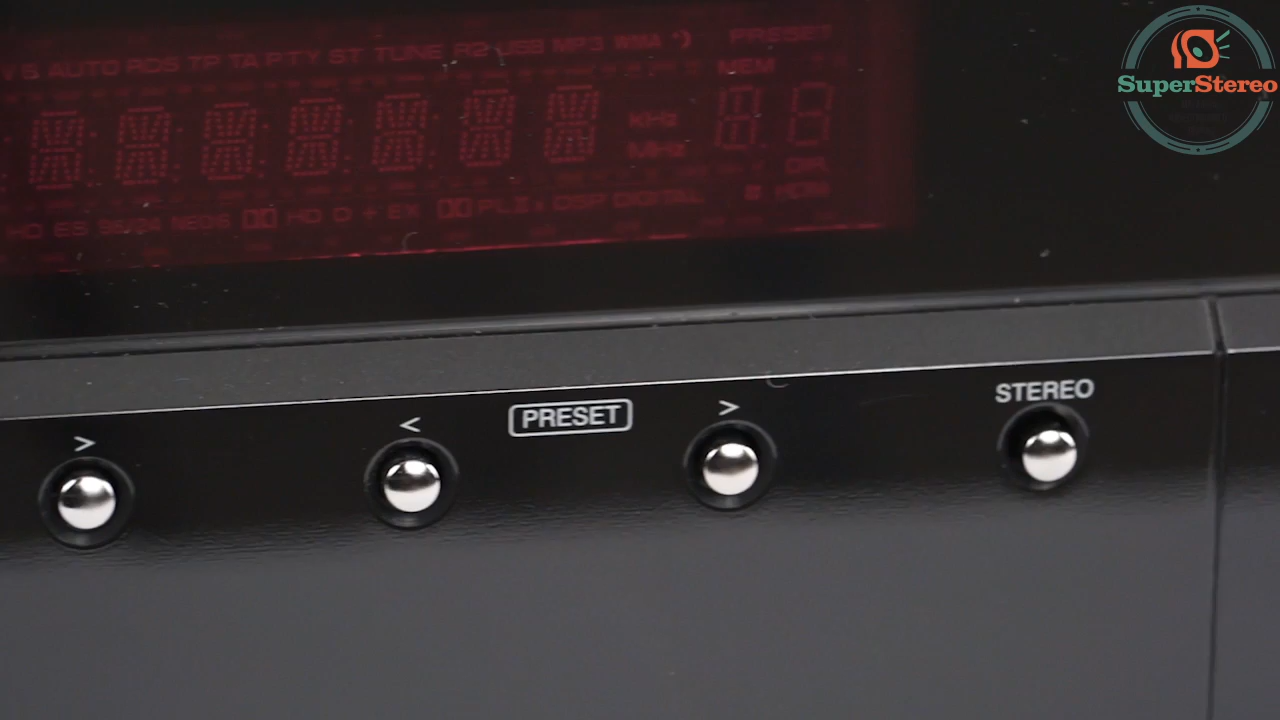 AUTO RDS TP TA PTY ST TUNE R2 USB MP3 WMA PRESET
MEM
KHz
MHz
HD ES 96/24 NEO:6 HD D + EX PLII x DSP DIGITAL
PRESET
STEREO
>
<
>
SuperStereo